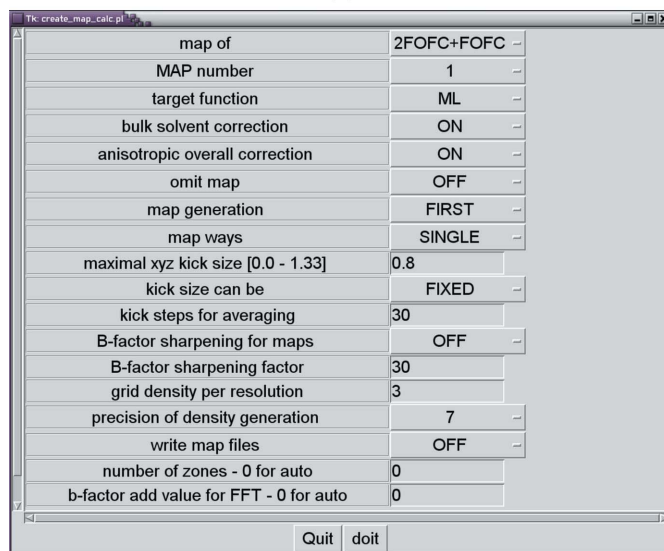 Tk: create_map_calc pl
map of 2FOFC+FOFC
MAP number 1
target function ML
bulk solvent correction ON
anisotropic overall correction ON
omit map OFF
map generation FIRST
map ways SINGLE
maximal xyz kick size [0.0 - 1.33] 0.8
kick size can be FIXED
kick steps for averaging 30
B-factor sharpening for maps OFF
B-factor sharpening factor 30
grid density per resolution 3
precision of density generation 7
write map files OFF
number of zones - 0 for auto 0
b-factor add value for FFT - 0 for auto 0
Quit doit